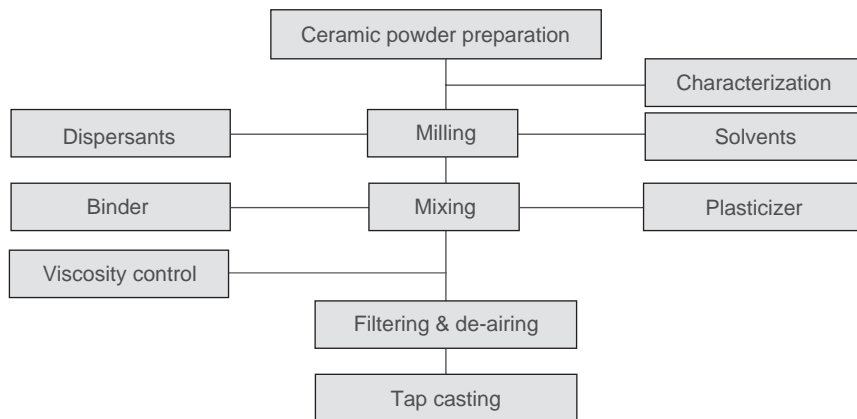 Ceramic powder preparation
Characterization
Dispersants
Milling
Solvents
Binder
Mixing
Plasticizer
Viscosity control
Filtering & de-airing
Tap casting